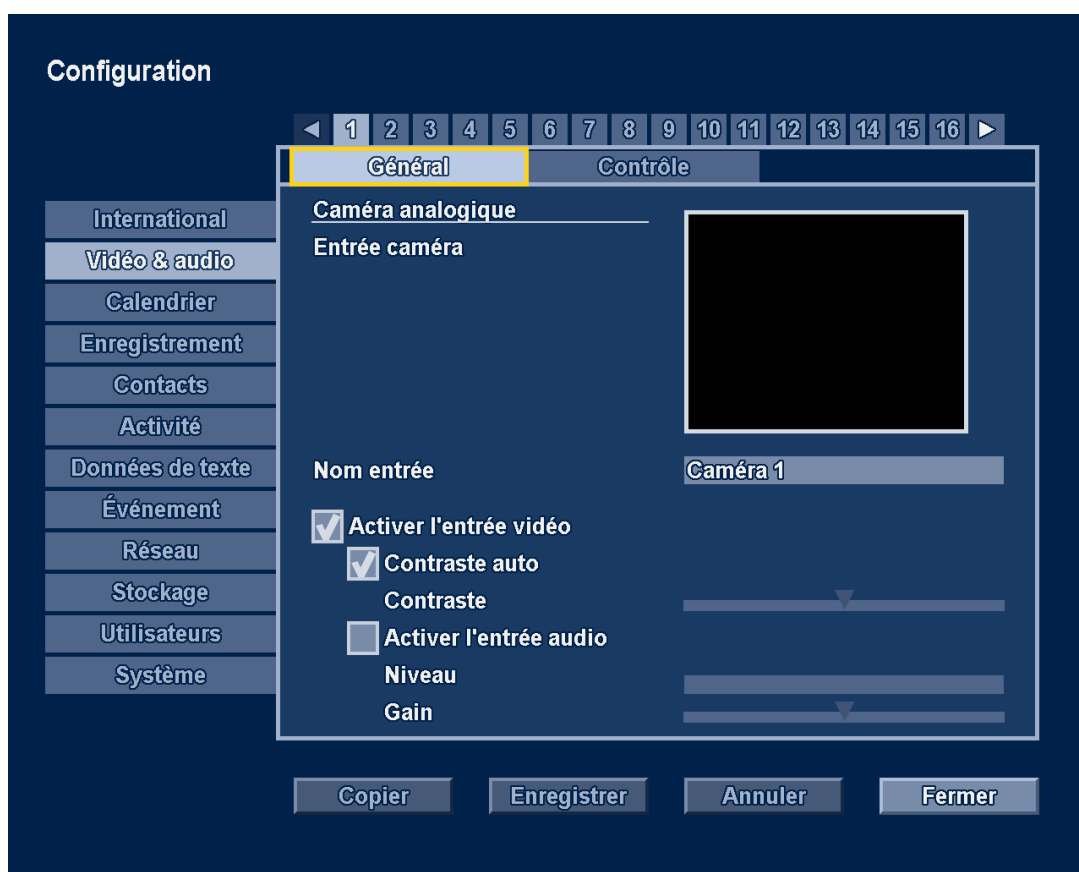 Configuration
1 2 3 4 5 6 7 8 9 10 11 12 13 14 15 16
Général Contrôle
International
Vidéo & audio
Calendrier
Enregistrement
Contacts
Activité
Données de texte
Événement
Réseau
Stockage
Utilisateurs
Système
Caméra analogique
Entrée caméra
Nom entrée Caméra 1
Activer l'entrée vidéo
Contraste auto
Contraste
Activer l'entrée audio
Niveau
Gain
Copier Enregistrer Annuler Fermer